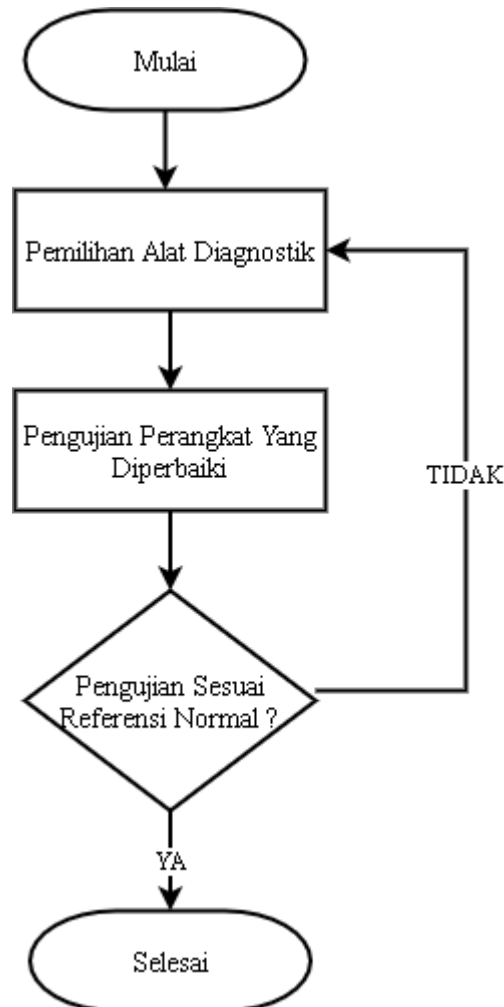 Mulai
Pemilihan Alat Diagnostik
Pengujian Perangkat Yang
Diperbaiki
TIDAK
Pengujian Sesuai
Referensi Normal ?
YA
Selesai